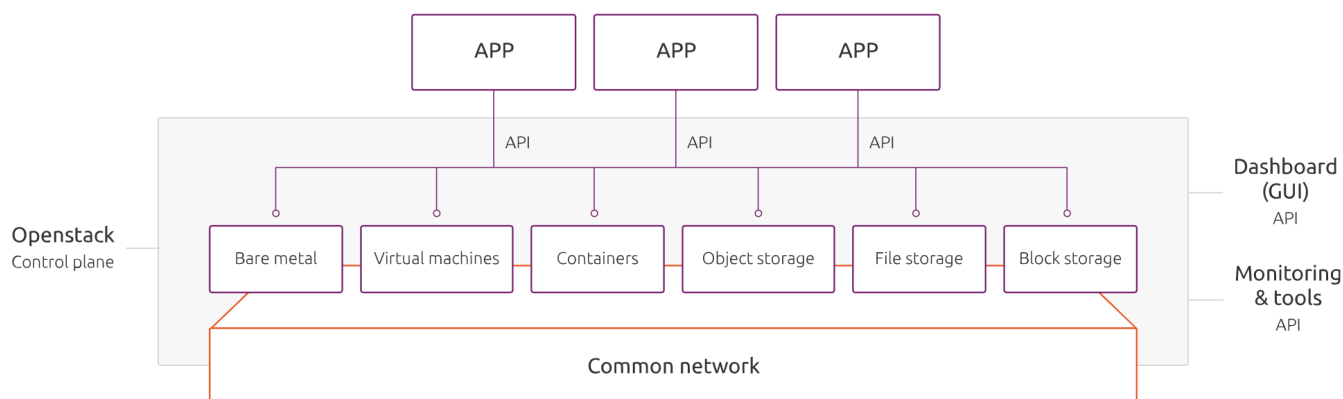 APP
APP
APP
API
API
API
Dashboard
(GUI)
API
Openstack
Control plane
Bare metal
Virtual machines
Containers
Object storage
File storage
Block storage
Monitoring
& tools
API
Common network